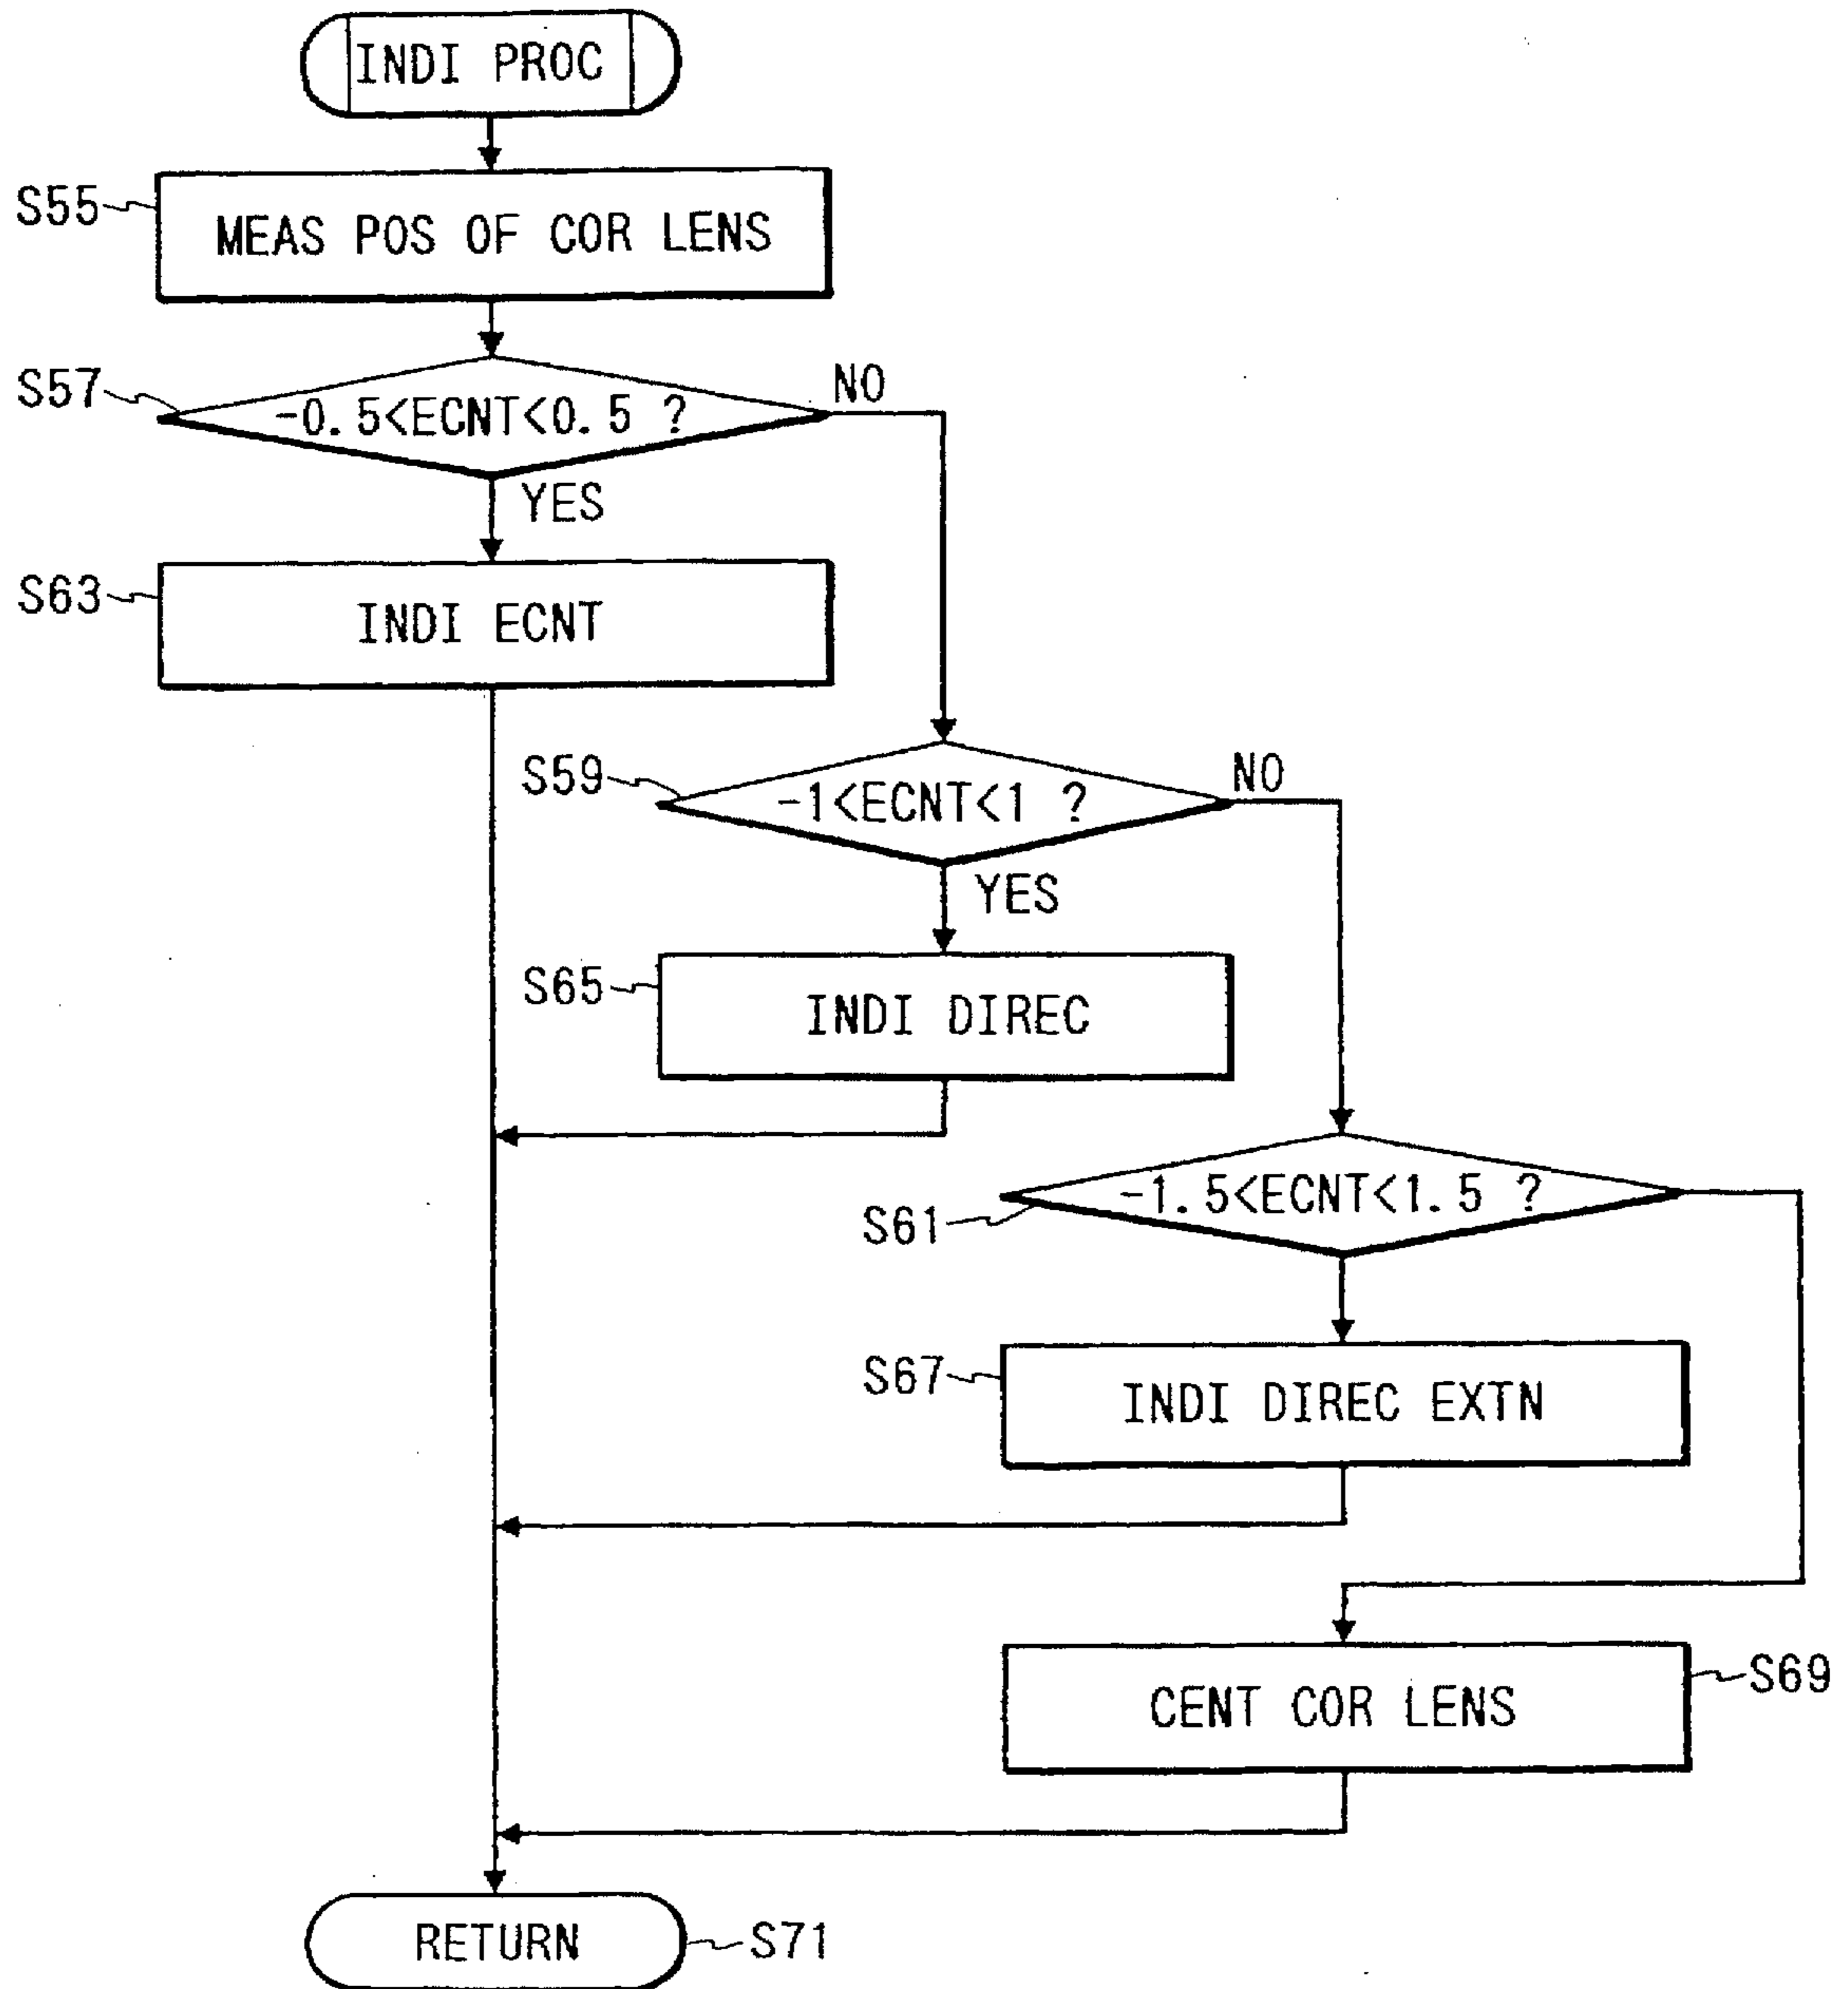 INDI PROC
S55
MEAS POS OF COR LENS
S57
-0.5<ECNT<0.5 ?
NO
YES
S63
INDI ECNT
S59
-1<ECNT<1 ?
NO
YES
S65
INDI DIREC
S61
-1.5<ECNT<1.5 ?
S67
INDI DIREC EXTN
CENT COR LENS
S69
RETURN
S71